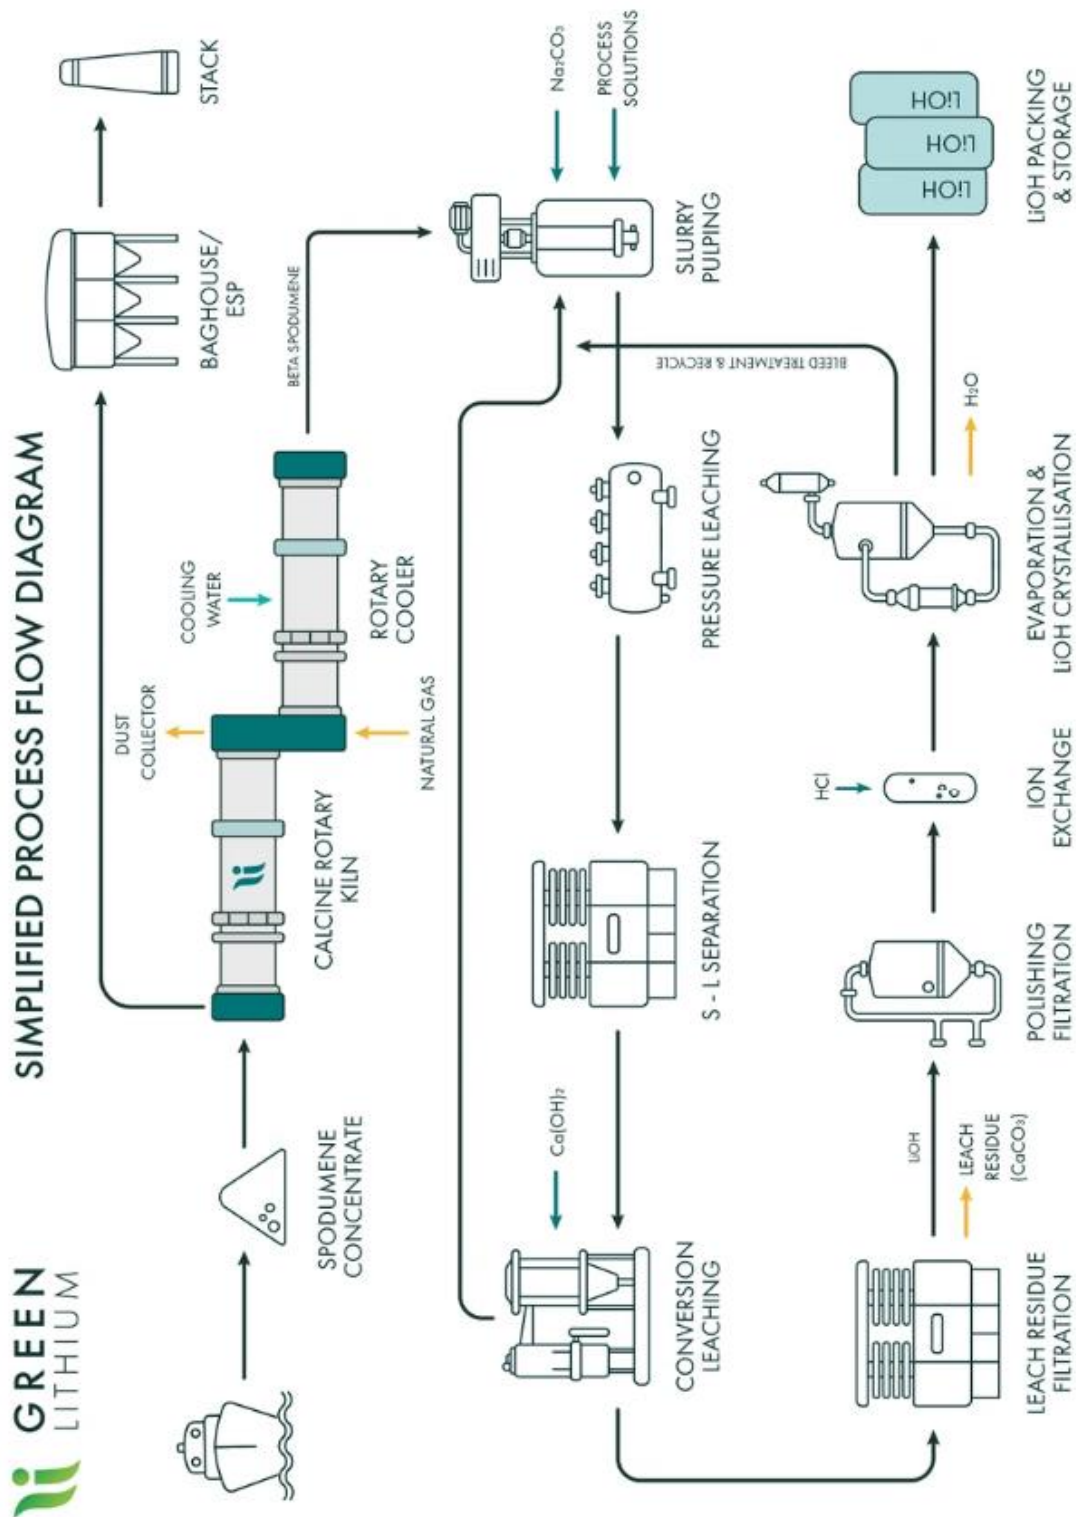 GREEN
LITHIUM
SIMPLIFIED PROCESS FLOW DIAGRAM
SPODUMENE
CONCENTRATE
CALCINE ROTARY
KILN
DUST
COLLECTOR
NATURAL GAS
COOLING
WATER
ROTARY
COOLER
BETA SPODUMENE
BAGHOUSE/
ESP
STACK
Na₂CO₃
PROCESS
SOLUTIONS
SLURRY
PULPING
BLEED TREATMENT & RECYCLE
PRESSURE LEACHING
S - L SEPARATION
Ca(OH)₂
CONVERSION
LEACHING
LEACH RESIDUE
FILTRATION
LiOH
LEACH
RESIDUE
(CaCO₃)
POLISHING
FILTRATION
HCl
ION
EXCHANGE
EVAPORATION &
LiOH CRYSTALLISATION
H₂O
LiOH
LiOH
LiOH
LiOH PACKING
& STORAGE